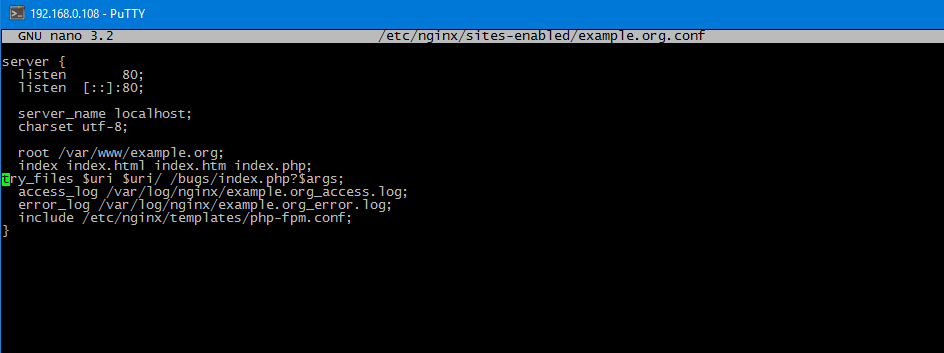 192.168.0.108 - PuTTY
GNU nano 3.2 /etc/nginx/sites-enabled/example.org.conf
server {
listen 80;
listen [::]:80;
server_name localhost;
charset utf-8;
root /var/www/example.org;
index index.html index.htm index.php;
try_files $uri $uri/ /bugs/index.php?$args;
access_log /var/log/nginx/example.org_access.log;
error_log /var/log/nginx/example.org_error.log;
include /etc/nginx/templates/php-fpm.conf;
}